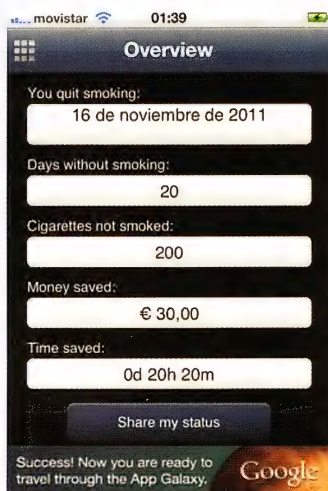 movistar 01:39
Overview
You quit smoking:
16 de noviembre de 2011
Days without smoking:
20
Cigarettes not smoked:
200
Money saved:
€ 30,00
Time saved:
0d 20h 20m
Share my status
Success! Now you are ready to
travel through the App Galaxy.
Google